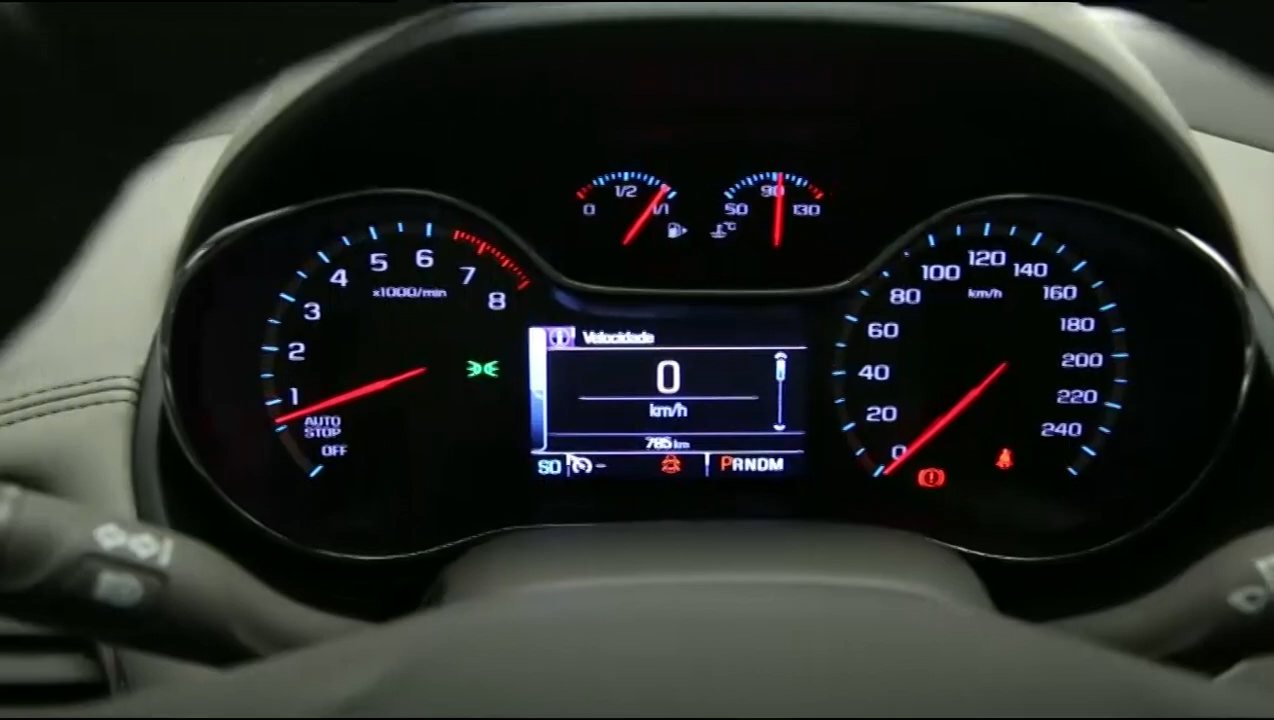 0 1/2 1/1
50 90 130
°C
1 2 3 4 5 6 7 8
x1000/min
AUTO
STOP
OFF
Velocidade
0
km/h
785 km
SO
PRNDM
0 20 40 60 80 100 120 140 160 180 200 220 240
km/h